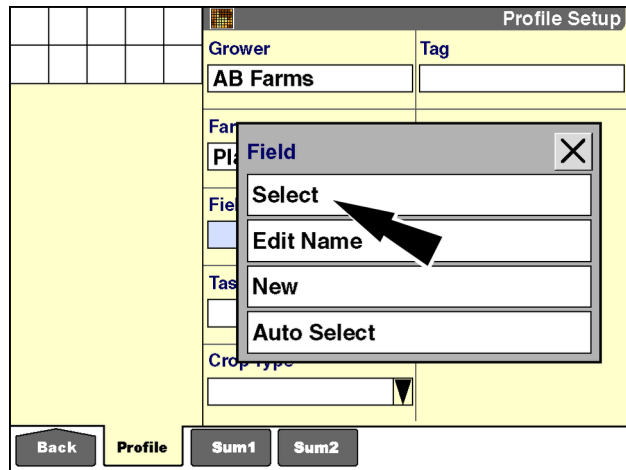 Profile Setup
Grower
Tag
AB Farms
Far
Pl
Field
Select
Fiel
Edit Name
New
Tas
Auto Select
Crop Type
Back
Profile
Sum1
Sum2